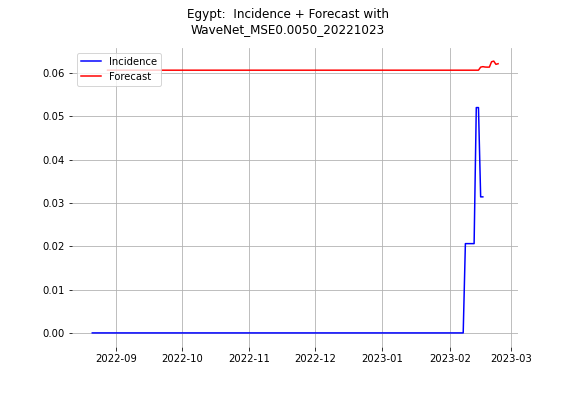 Egypt:  Incidence + Forecast with
WaveNet_MSE0.0050_20221023
Incidence
Forecast
0.06
0.05
0.04
0.03
0.02
0.01
0.00
2022-09 2022-10 2022-11 2022-12 2023-01 2023-02 2023-03